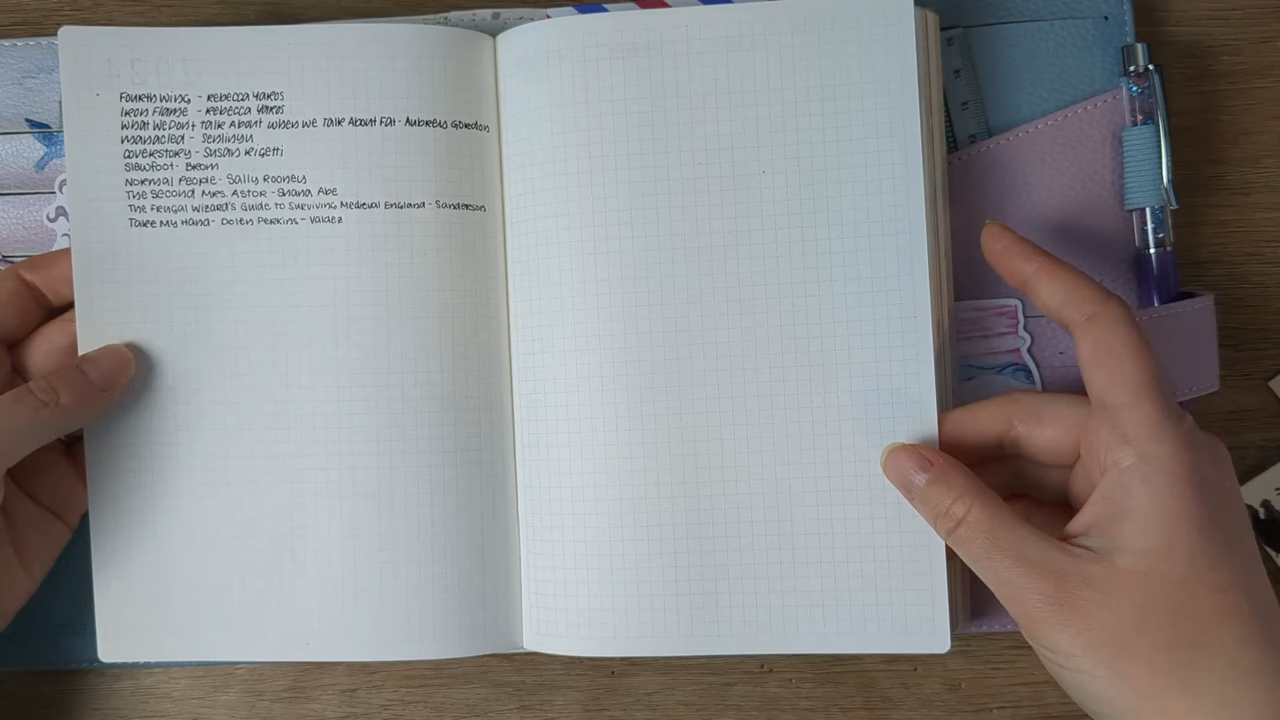 Fourth Wing - Rebecca Yaros
Iron Flame - Rebecca Yaros
What We Don't talk About when we Talk About Fat - Aubrey Gordon
Manacled - Senlinyu
Coverstory - Susan Rigetti
Slewfoot - Brom
Normal People - Sally Rooney
The Second Mrs. Astor - Shana Abe
The Frugal Wizard's Guide to Surviving Medieval England - Sanderson
Take My Hand - Dolen Perkins - Valdez